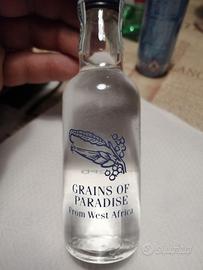 GRAINS OF
PARADISE
From West Africa